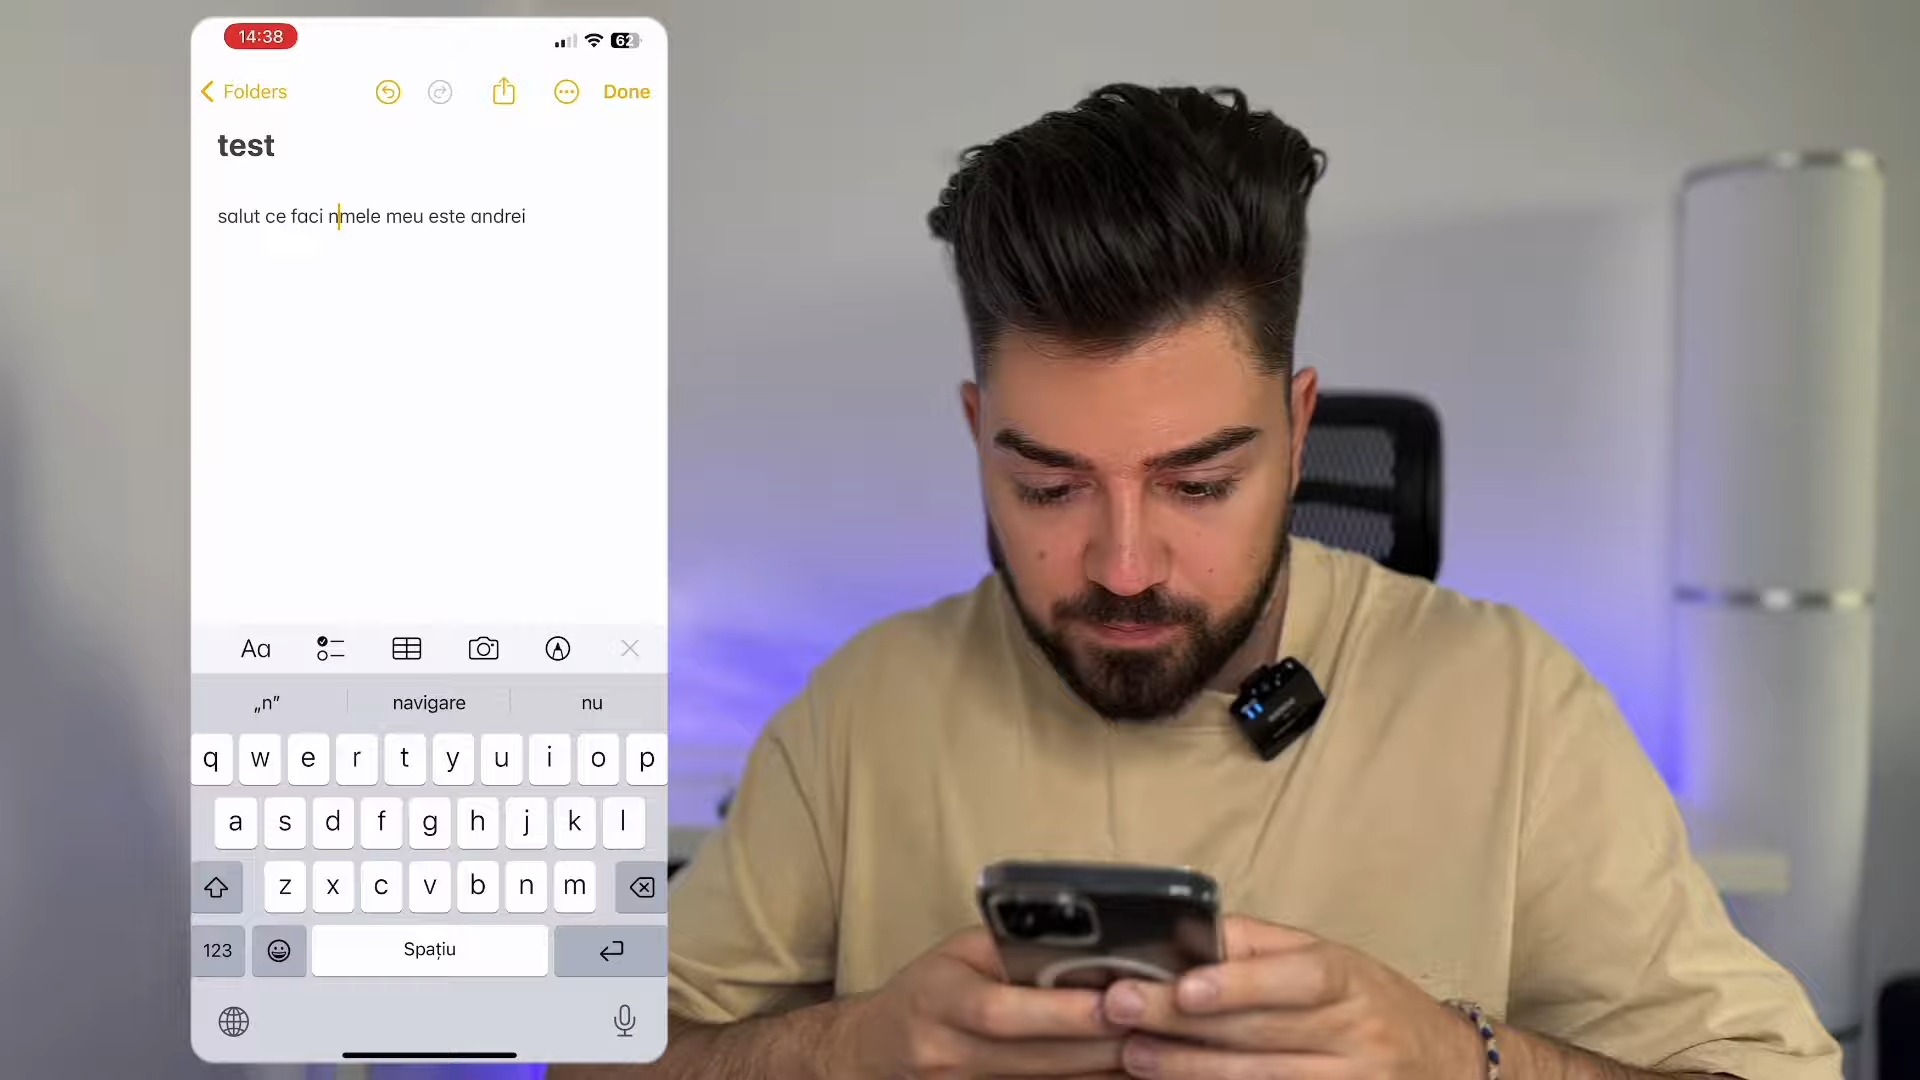 14:38
62
Folders
Done
test
salut ce faci nmele meu este andrei
Aa
„n” navigare nu
q w e r t y u i o p
a s d f g h j k l
z x c v b n m
123 Spațiu